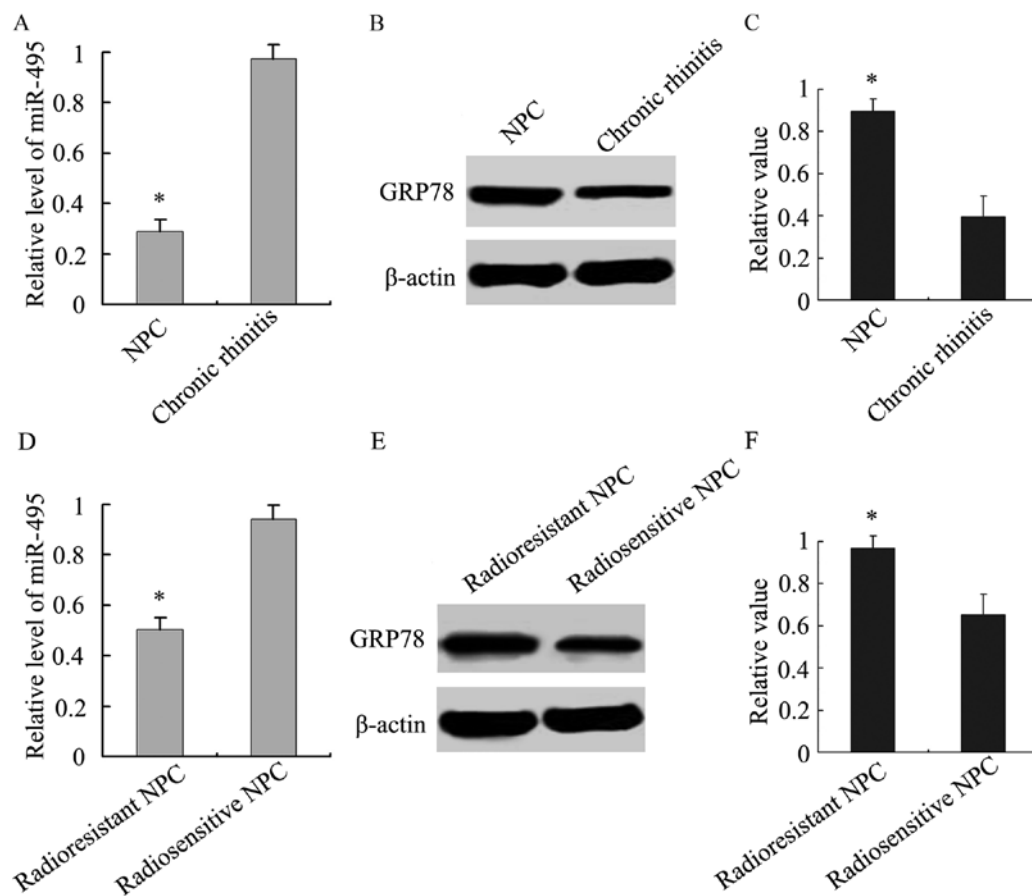 A
Relative level of miR-495
1
0.8
0.6
0.4
0.2
0
*
NPC
Chronic rhinitis
B
NPC
Chronic rhinitis
GRP78
β-actin
C
Relative value
1
0.8
0.6
0.4
0.2
0
*
NPC
Chronic rhinitis
D
Relative level of miR-495
1
0.8
0.6
0.4
0.2
0
*
Radioresistant NPC
Radiosensitive NPC
E
Radioresistant NPC
Radiosensitive NPC
GRP78
β-actin
F
Relative value
1
0.8
0.6
0.4
0.2
0
*
Radioresistant NPC
Radiosensitive NPC